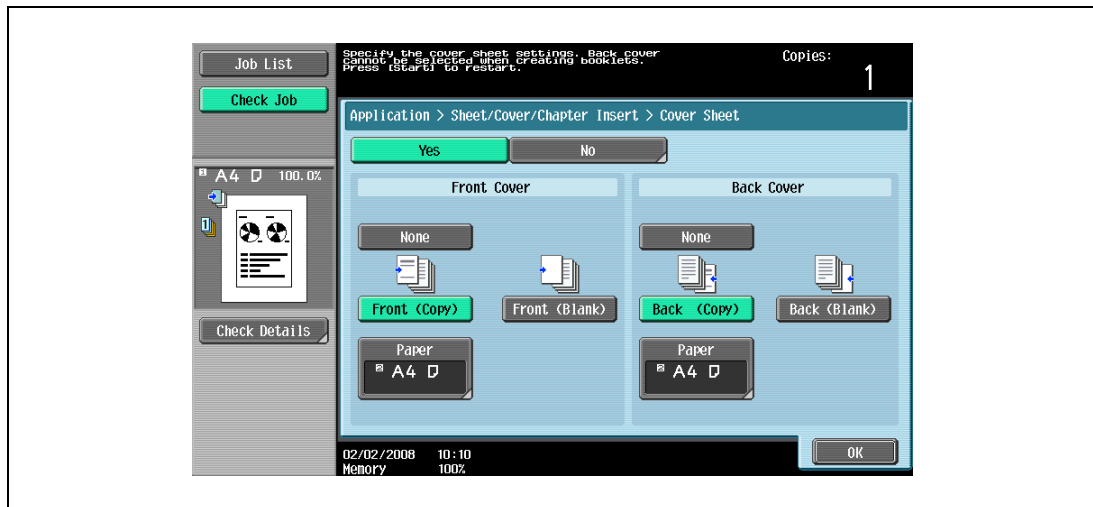 Job List
Check Job
Specify the cover sheet settings. Back cover
cannot be selected when creating booklets.
Press [Start] to restart.
Copies:
1
Application > Sheet/Cover/Chapter Insert > Cover Sheet
Yes No
A4 100.0%
1
Front Cover Back Cover
None None
Front (Copy) Front (Blank) Back (Copy) Back (Blank)
Check Details
Paper Paper
2 A4 2 A4
02/02/2008 10:10
Memory 100%
OK